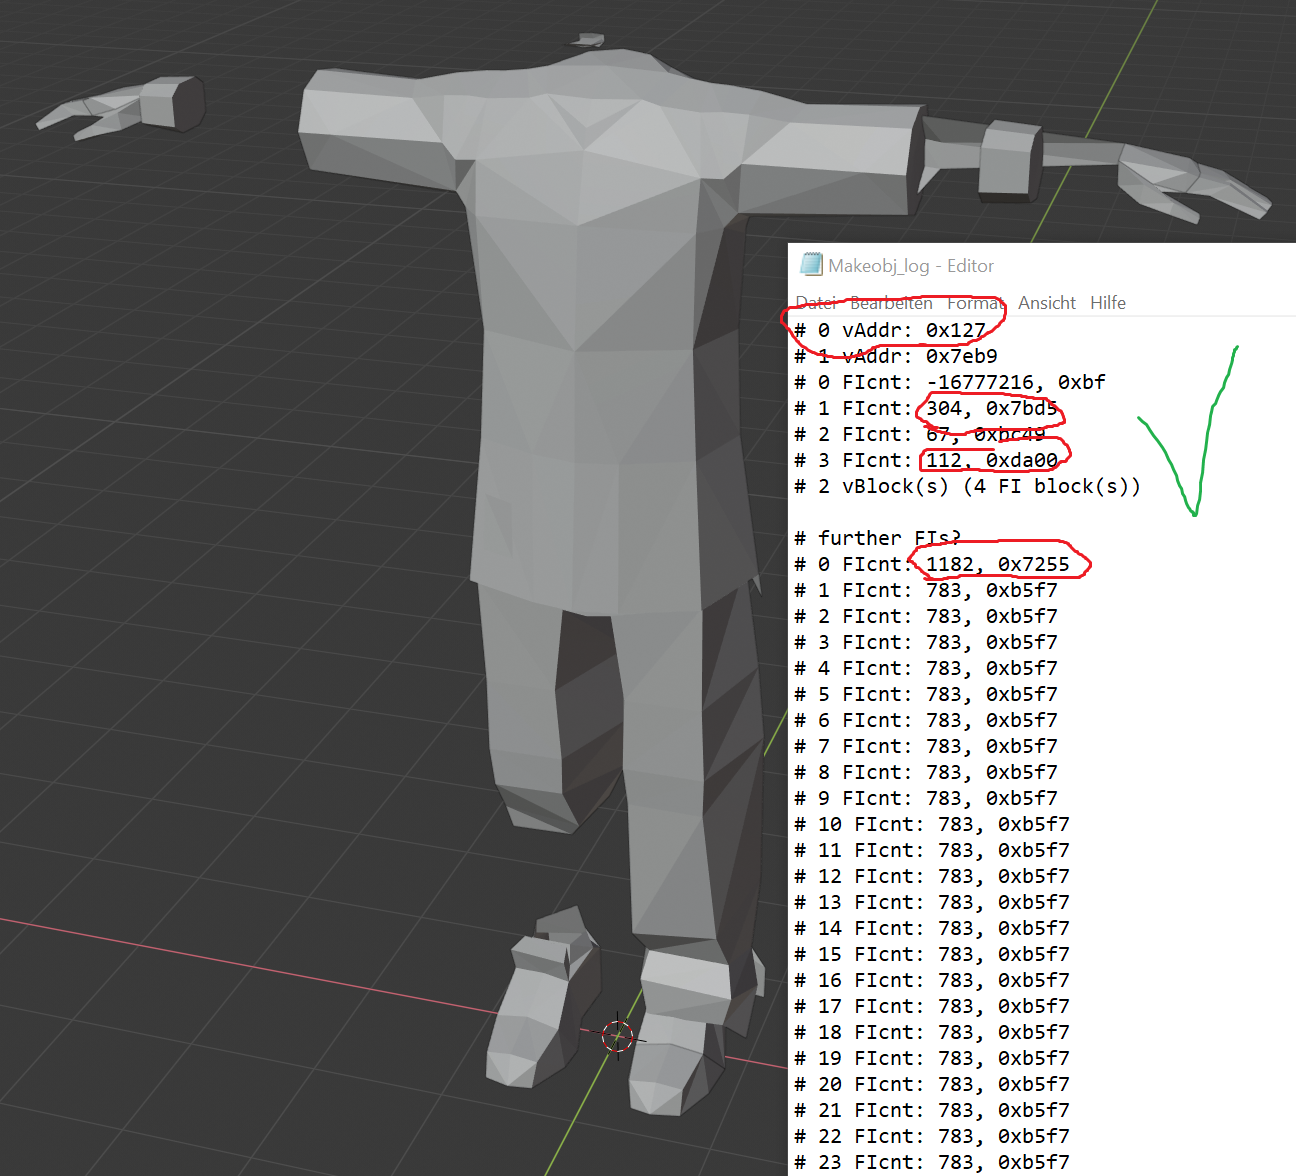 Makeobj_log - Editor
Datei Bearbeiten Format Ansicht Hilfe
# 0 vAddr: 0x127
# 1 vAddr: 0x7eb9
# 0 FIcnt: -16777216, 0xbf
# 1 FIcnt: 304, 0x7bd5
# 2 FIcnt: 67, 0xbc49
# 3 FIcnt: 112, 0xda00
# 2 vBlock(s) (4 FI block(s))
# further FIs?
# 0 FIcnt: 1182, 0x7255
# 1 FIcnt: 783, 0xb5f7
# 2 FIcnt: 783, 0xb5f7
# 3 FIcnt: 783, 0xb5f7
# 4 FIcnt: 783, 0xb5f7
# 5 FIcnt: 783, 0xb5f7
# 6 FIcnt: 783, 0xb5f7
# 7 FIcnt: 783, 0xb5f7
# 8 FIcnt: 783, 0xb5f7
# 9 FIcnt: 783, 0xb5f7
# 10 FIcnt: 783, 0xb5f7
# 11 FIcnt: 783, 0xb5f7
# 12 FIcnt: 783, 0xb5f7
# 13 FIcnt: 783, 0xb5f7
# 14 FIcnt: 783, 0xb5f7
# 15 FIcnt: 783, 0xb5f7
# 16 FIcnt: 783, 0xb5f7
# 17 FIcnt: 783, 0xb5f7
# 18 FIcnt: 783, 0xb5f7
# 19 FIcnt: 783, 0xb5f7
# 20 FIcnt: 783, 0xb5f7
# 21 FIcnt: 783, 0xb5f7
# 22 FIcnt: 783, 0xb5f7
# 23 FIcnt: 783, 0xb5f7